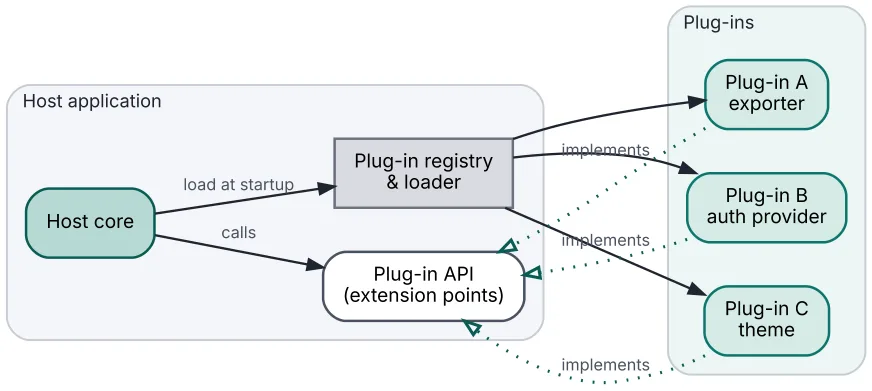 Plug-ins
Plug-in A
exporter
Host application
implements
Plug-in registry
& loader
load at startup
Plug-in B
auth provider
Host core
calls
implements
Plug-in API
(extension points)
Plug-in C
theme
implements